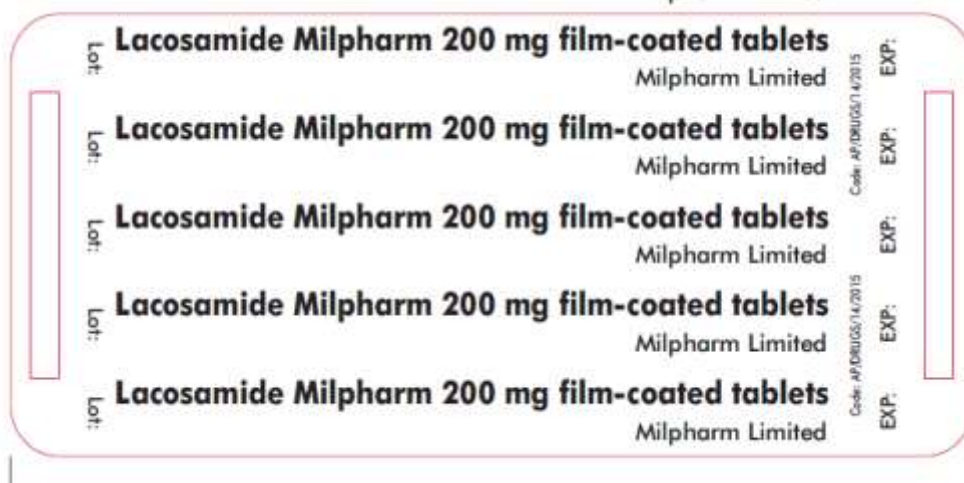 Lot: Lacosamide Milpharm 200 mg film-coated tablets EXP:
Milpharm Limited
Code: AP/DRUGS/14/2015
Lot: Lacosamide Milpharm 200 mg film-coated tablets EXP:
Milpharm Limited
Lot: Lacosamide Milpharm 200 mg film-coated tablets EXP:
Milpharm Limited
Lot: Lacosamide Milpharm 200 mg film-coated tablets EXP:
Milpharm Limited
Code: AP/DRUGS/14/2015
Lot: Lacosamide Milpharm 200 mg film-coated tablets EXP:
Milpharm Limited